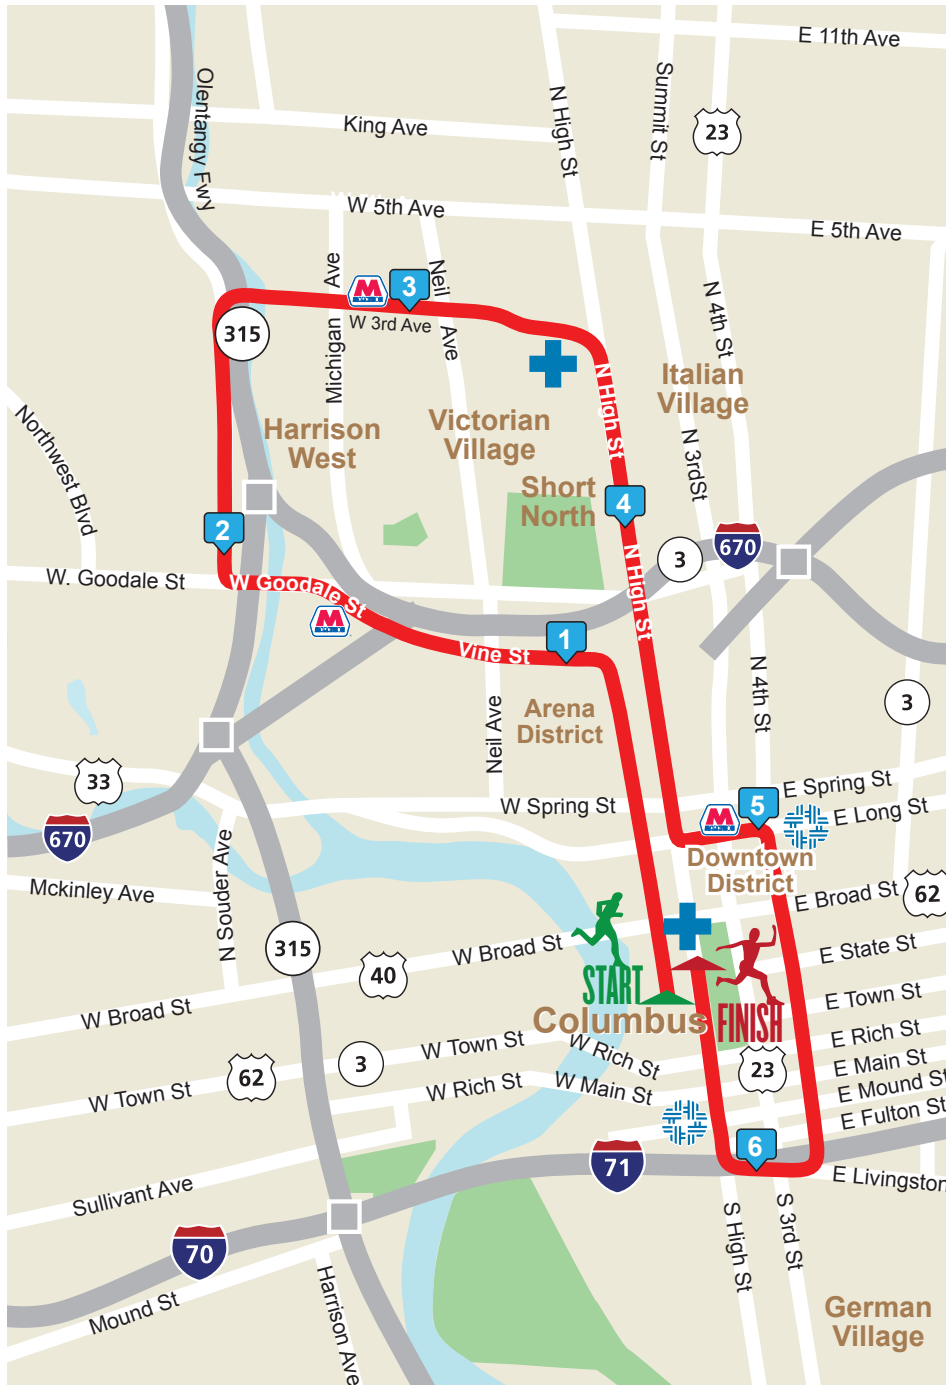 E 11th Ave
Olentangy Fwy
N High St
Summit St
23
King Ave
W 5th Ave
E 5th Ave
Michigan Ave
Neil Ave
M
3
W 3rd Ave
315
N 4th St
N High St
Italian
Village
Harrison
West
Victorian
Village
Northwest Blvd
N 3rdSt
Short
North
4
2
3
670
N High St
W. Goodale St
W Goodale St
M
1
Vine St
N 4th St
Neil Ave
Arena
District
3
33
670
W Spring St
E Spring St
5
M
E Long St
N Souder Ave
Downtown
District
Mckinley Ave
E Broad St
62
W Broad St
315
40
E State St
START
FINISH
Columbus
E Town St
W Broad St
W Town St
W Rich St
E Rich St
3
62
23
E Main St
W Rich St
W Main St
E Mound St
W Town St
E Fulton St
6
71
E Livingston
Sullivant Ave
S High St
S 3rd St
70
Mound St
Harrison Ave
German
Village